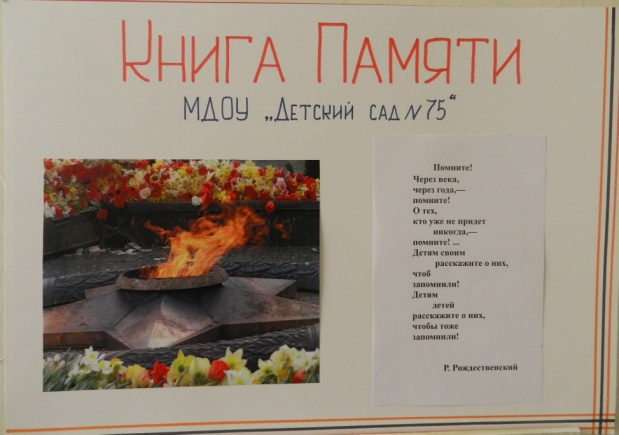 Книга Памяти
МДОУ „Детский сад N 75“
Помните!
Через века,
через года,—
помните!
О тех,
кто уже не придет
никогда,—
помните! ...
Детям своим
расскажите о них,
чтоб
запомнили!
Детям
детей
расскажите о них,
чтобы тоже
запомнили!
Р. Рождественский